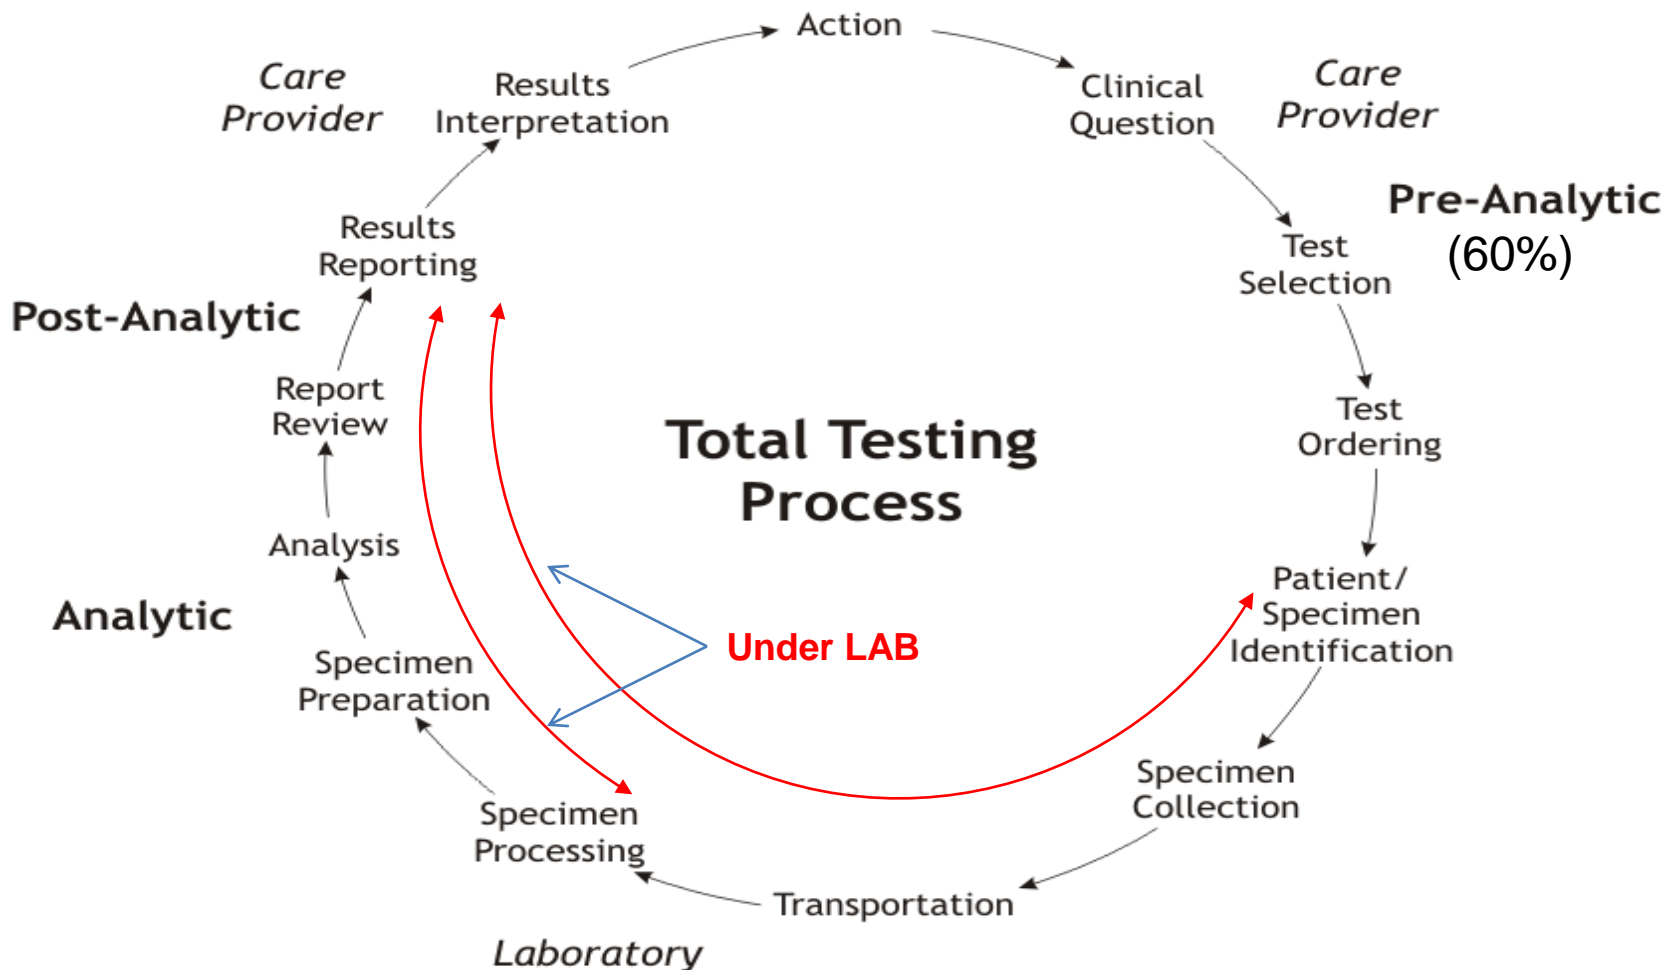 Action
Clinical
Question
Care
Provider
Pre-Analytic
(60%)
Test
Selection
Test
Ordering
Patient/
Specimen
Identification
Specimen
Collection
Transportation
Laboratory
Specimen
Processing
Specimen
Preparation
Analytic
Analysis
Report
Review
Post-Analytic
Results
Reporting
Care
Provider
Results
Interpretation
Total Testing
Process
Under LAB